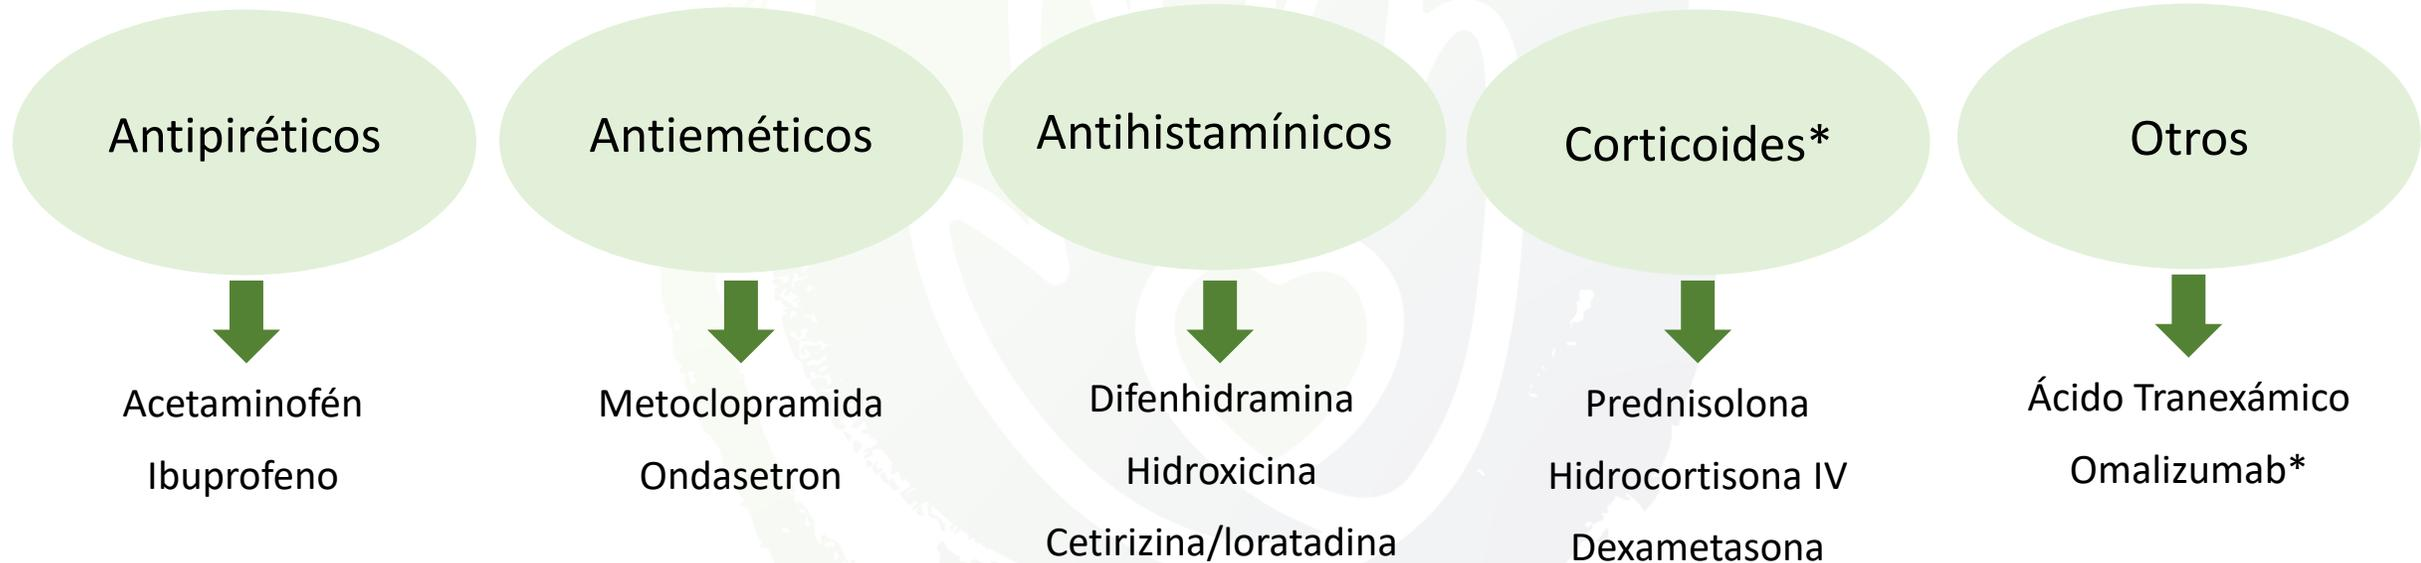 Antipiréticos
Antieméticos
Antihistamínicos
Corticoides*
Otros
Acetaminofén
Ibuprofeno
Metoclopramida
Ondasetron
Difenhidramina
Hidroxicina
Cetirizina/loratadina
Prednisolona
Hidrocortisona IV
Dexametasona
Ácido Tranexámico
Omalizumab*